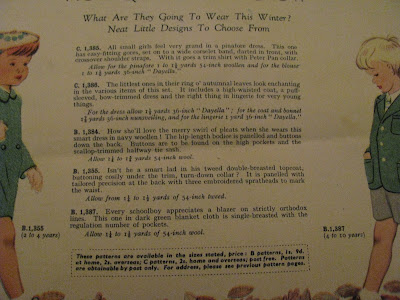 What Are They Going To Wear This Winter?
Neat Little Designs To Choose From
C. 1,385. All small girls feel very grand in a pinafore dress. This one
has easy-fitting gores, set on to a wide corselet band, darted in front, with
crossover shoulder straps. With it goes a trim shirt with Peter Pan collar.
Allow for the pinafore 1 to 1¼ yards 54-inch woollen and for the blouse
1 to 1¼ yards 36-inch "Dayella."
C. 1,386. The littlest ones in their ring o' autumnal leaves look enchanting
in the various items of this set. It includes a high-waisted coat, a puff-
sleeved, bow-trimmed dress and the right thing in lingerie for very young
things.
For the dress allow 1⅝ yards 36-inch "Dayella"; for the coat and bonnet
yards 36-inch nunsveiling, and for the lingerie 1 yard 36-inch "Dayella."
B. 1,384. How she'll love the merry swirl of pleats when she wears this
smart dress in navy woollen! The hip-length bodice is panelled and buttons
down the back. Buttons are to be found on the high pockets and the
scallop-trimmed halfway tie sash.
Allow 1½ to 1¾ yards 54-inch wool.
B. 1,355. Isn't he a smart lad in his tweed double-breasted topcoat,
buttoning cosily under the trim, turn-down collar? It is panelled with
tailored precision at the back with three embroidered spratheads to mark
the waist.
Allow from 1¼ to 1½ yards of 54-inch tweed.
B. 1,387. Every schoolboy appreciates a blazer on strictly orthodox
lines. This one in dark green blanket cloth is single-breasted with the
regulation number of pockets.
Allow 1¼ to 1½ yards of 54-inch wool.
B. 1,355
(2 to 4 years)
B. 1,387
(4 to 10 years)
These patterns are available in the sizes stated, price: B patterns, 1s. 9d.
at home, 2s. overseas; C patterns, 2s. home and overseas; post free. Patterns
are obtainable by post only. For address, please see previous pattern pages.